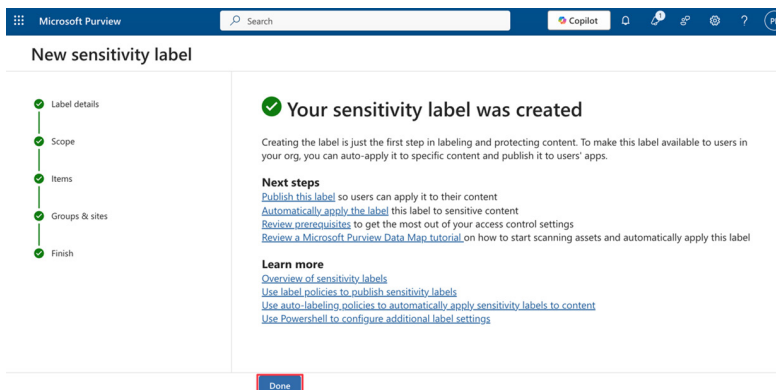 Microsoft Purview
Search
Copilot
1
?
New sensitivity label
Label details
Scope
Items
Groups & sites
Finish
Your sensitivity label was created
Creating the label is just the first step in labeling and protecting content. To make this label available to users in
your org, you can auto-apply it to specific content and publish it to users' apps.
Next steps
Publish this label so users can apply it to their content
Automatically apply the label this label to sensitive content
Review prerequisites to get the most out of your access control settings
Review a Microsoft Purview Data Map tutorial on how to start scanning assets and automatically apply this label
Learn more
Overview of sensitivity labels
Use label policies to publish sensitivity labels
Use auto-labeling policies to automatically apply sensitivity labels to content
Use Powershell to configure additional label settings
Done